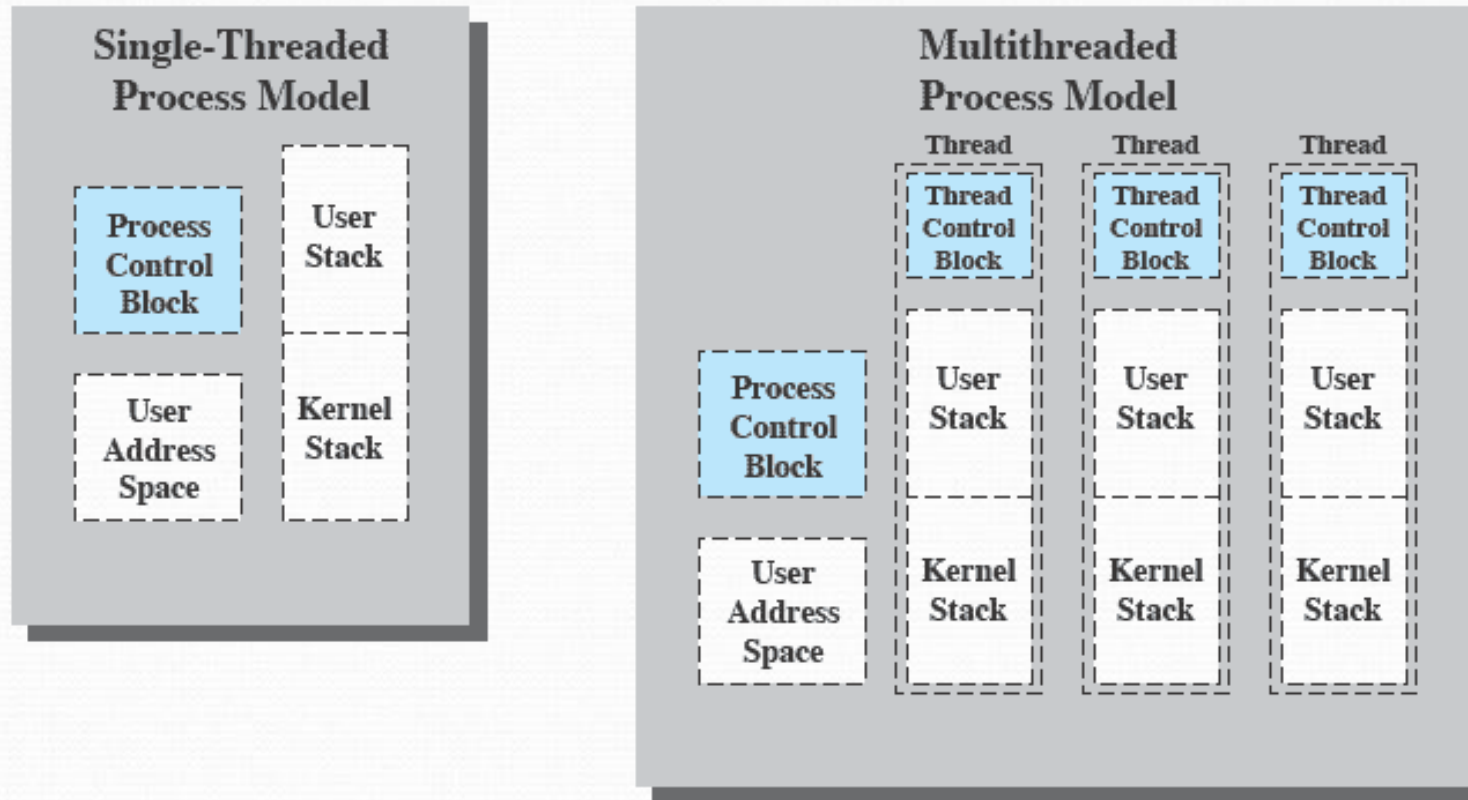 Single-Threaded
Process Model
Process
Control
Block
User
Stack
User
Address
Space
Kernel
Stack
Multithreaded
Process Model
Thread
Thread
Thread
Thread
Control
Block
Thread
Control
Block
Thread
Control
Block
Process
Control
Block
User
Stack
User
Stack
User
Stack
User
Address
Space
Kernel
Stack
Kernel
Stack
Kernel
Stack